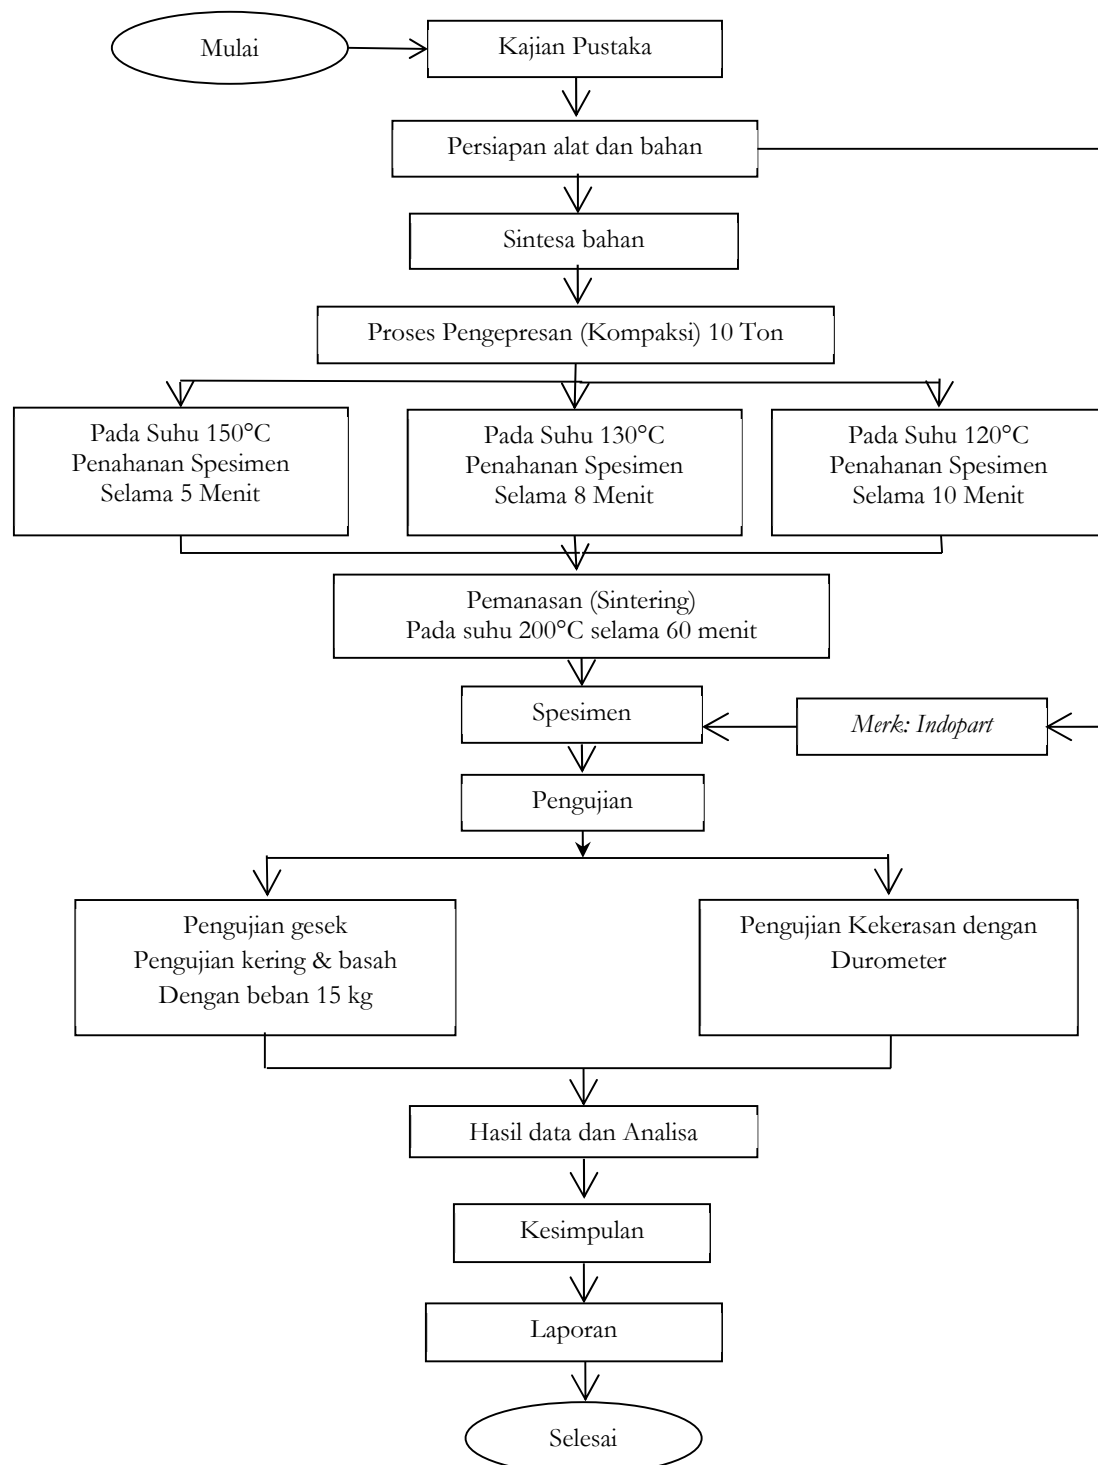 Mulai
Kajian Pustaka
Persiapan alat dan bahan
Sintesa bahan
Proses Pengepresan (Kompaksi) 10 Ton
Pada Suhu 150°C
Penahanan Spesimen
Selama 5 Menit
Pada Suhu 130°C
Penahanan Spesimen
Selama 8 Menit
Pada Suhu 120°C
Penahanan Spesimen
Selama 10 Menit
Pemanasan (Sintering)
Pada suhu 200°C selama 60 menit
Spesimen
Merk: Indopart
Pengujian
Pengujian gesek
Pengujian kering & basah
Dengan beban 15 kg
Pengujian Kekerasan dengan
Durometer
Hasil data dan Analisa
Kesimpulan
Laporan
Selesai